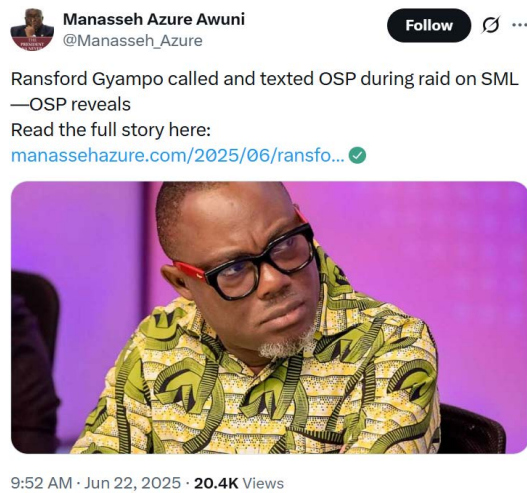 Manasseh Azure Awuni
@Manasseh_Azure
Follow
Ransford Gyampo called and texted OSP during raid on SML
—OSP reveals
Read the full story here:
manassehazure.com/2025/06/ransfo...
9:52 AM · Jun 22, 2025 · 20.4K Views